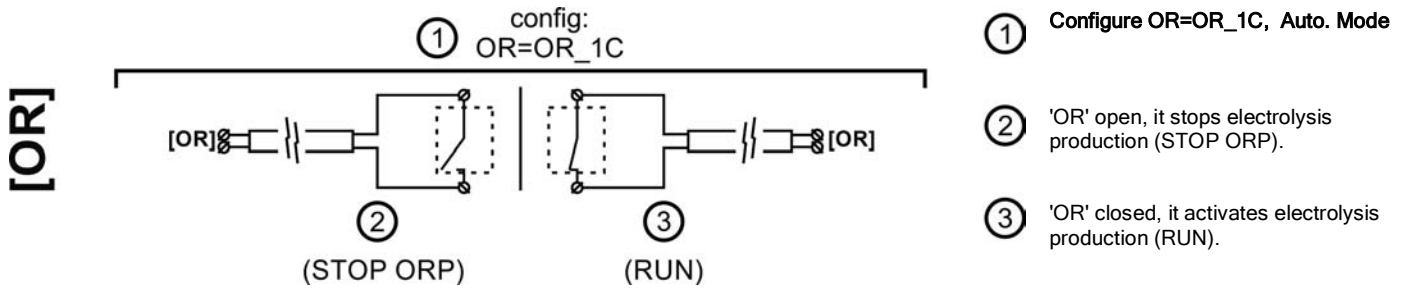 [OR]
1
config:
OR=OR_1C
[OR]
[OR]
2
(STOP ORP)
3
(RUN)
1
Configure OR=OR_1C, Auto. Mode
2
'OR' open, it stops electrolysis
production (STOP ORP).
3
'OR' closed, it activates electrolysis
production (RUN).